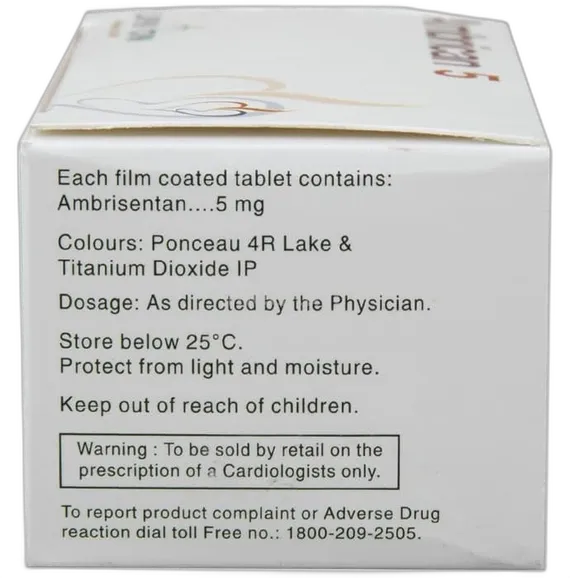 Each film coated tablet contains:
Ambrisentan....5 mg
Colours: Ponceau 4R Lake &
Titanium Dioxide IP
Dosage: As directed by the Physician.
Store below 25°C.
Protect from light and moisture.
Keep out of reach of children.
Warning : To be sold by retail on the
prescription of a Cardiologists only.
To report product complaint or Adverse Drug
reaction dial toll Free no.: 1800-209-2505.